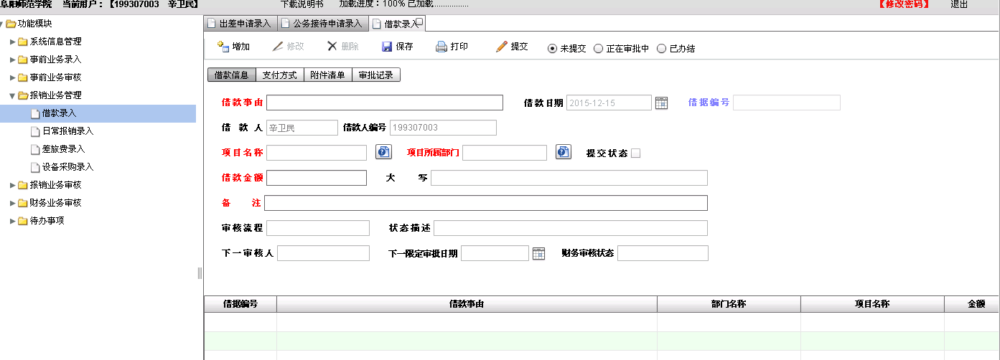 阜阳师范学院 当前用户：【199307003 辛卫民】 下载说明书 加载进度：100% 已加载............... 【修改密码】 退出
功能模块
系统信息管理
事前业务录入
事前业务审核
报销业务管理
借款录入
日常报销录入
差旅费录入
设备采购录入
报销业务审核
财务业务审核
待办事项
出差申请录入 公务接待申请录入 借款录入
增加 修改 删除 保存 打印 提交 未提交 正在审批中 已办结
借款信息 支付方式 附件清单 审批记录
借款事由 借款日期 2015-12-15 借据编号
借 款 人 辛卫民 借款人编号 199307003
项目名称 项目所属部门 提交状态
借款金额 大 写
备 注
审核流程 状态描述
下一审核人 下一限定审批日期 财务审核状态
借据编号 借款事由 部门名称 项目名称 金额